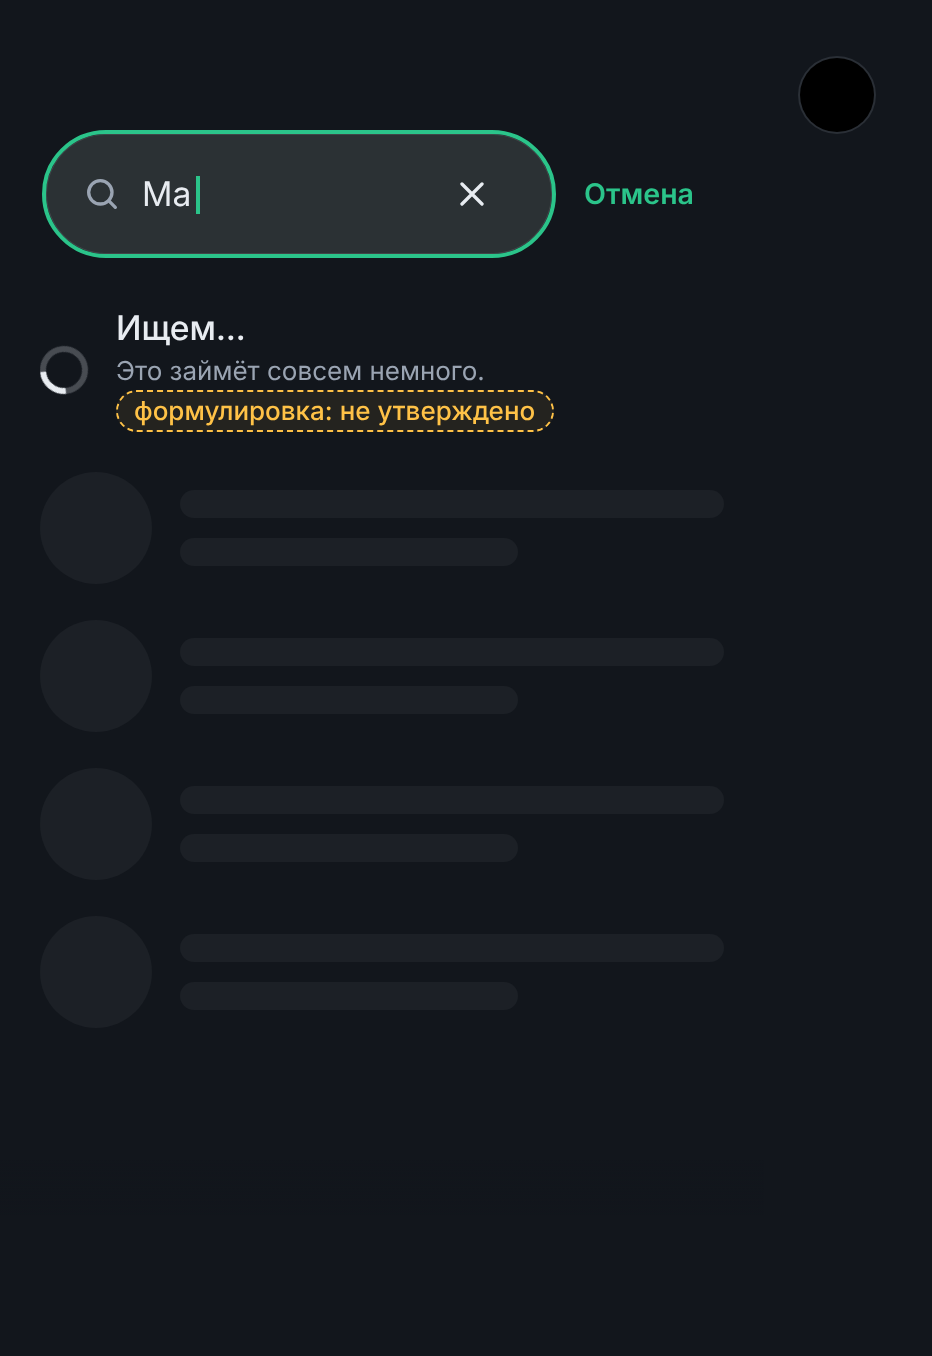 Ма
Отмена
Ищем...
Это займёт совсем немного.
формулировка: не утверждено